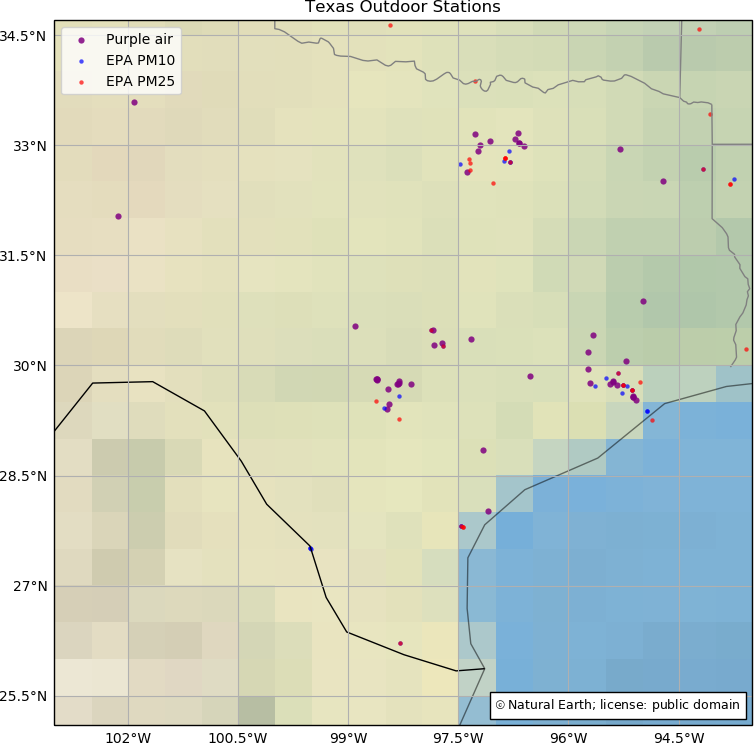 Texas Outdoor Stations
Purple air
EPA PM10
EPA PM25
34.5°N
33°N
31.5°N
30°N
28.5°N
27°N
25.5°N
© Natural Earth; license: public domain
102°W 100.5°W 99°W 97.5°W 96°W 94.5°W